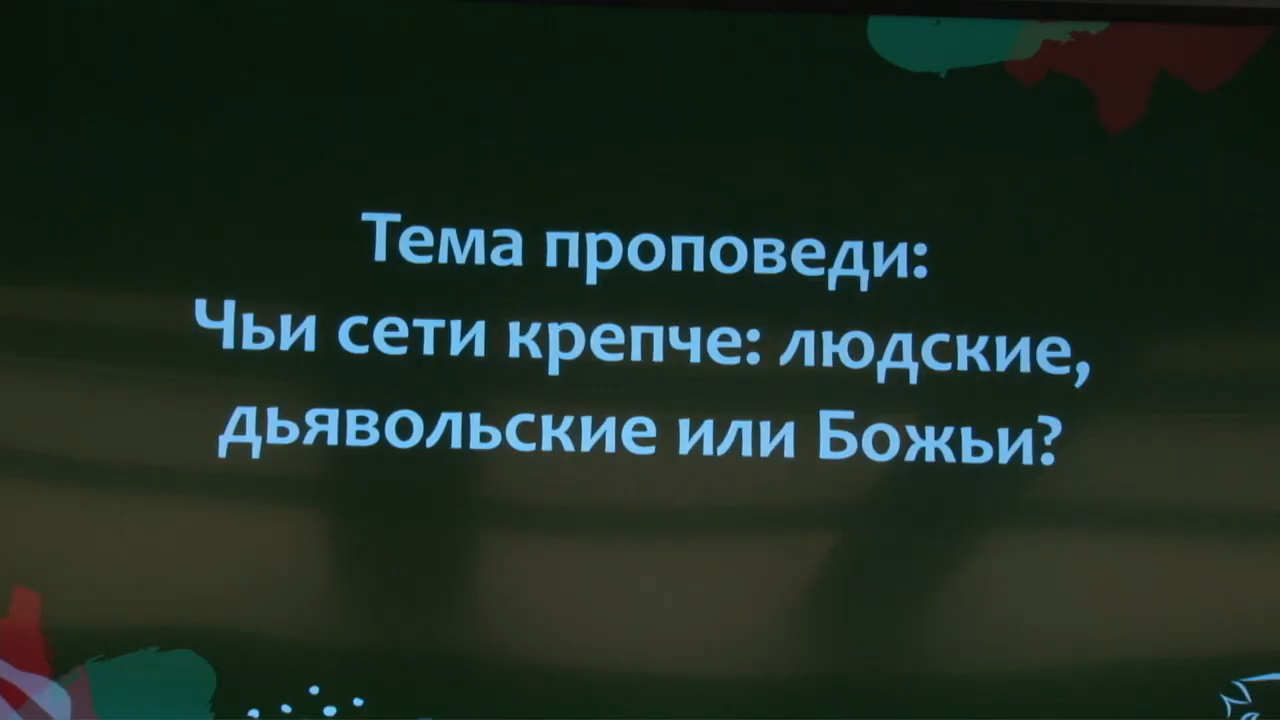 Тема проповеди:
Чьи сети крепче: людские,
дьявольские или Божьи?